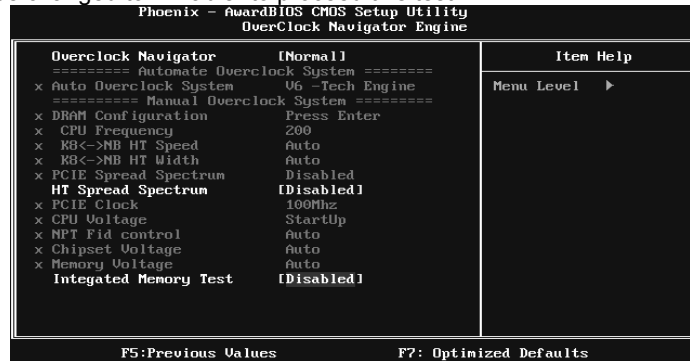 Phoenix - AwardBIOS CMOS Setup Utility
OverClock Navigator Engine
Overclock Navigator [Normal]
========= Automate Overclock System ========
x Auto Overclock System V6 -Tech Engine
========== Manual Overclock System =========
x DRAM Configuration Press Enter
x CPU Frequency 200
x K8<->NB HT Speed Auto
x K8<->NB HT Width Auto
x PCIE Spread Spectrum Disabled
HT Spread Spectrum [Disabled]
x PCIE Clock 100Mhz
x CPU Voltage StartUp
x NPT Fid control Auto
x Chipset Voltage Auto
x Memory Voltage Auto
Integated Memory Test [Disabled]
Item Help
Menu Level ▶
F5:Previous Values F7: Optimized Defaults